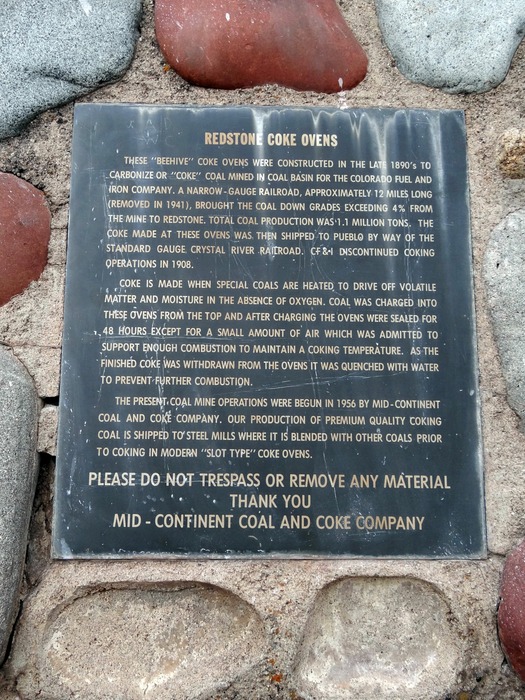 REDSTONE COKE OVENS
THESE "BEEHIVE" COKE OVENS WERE CONSTRUCTED IN THE LATE 1890's TO
CARBONIZE OR "COKE" COAL MINED IN COAL BASIN FOR THE COLORADO FUEL AND
IRON COMPANY. A NARROW-GAUGE RAILROAD, APPROXIMATELY 12 MILES LONG
(REMOVED IN 1941), BROUGHT THE COAL DOWN GRADES EXCEEDING 4% FROM
THE MINE TO REDSTONE. TOTAL COAL PRODUCTION WAS 1.1 MILLION TONS. THE
COKE MADE AT THESE OVENS WAS THEN SHIPPED TO PUEBLO BY WAY OF THE
STANDARD GAUGE CRYSTAL RIVER RAILROAD. CF&I DISCONTINUED COKING
OPERATIONS IN 1908.
COKE IS MADE WHEN SPECIAL COALS ARE HEATED TO DRIVE OFF VOLATILE
MATTER AND MOISTURE IN THE ABSENCE OF OXYGEN. COAL WAS CHARGED INTO
THESE OVENS FROM THE TOP AND AFTER CHARGING THE OVENS WERE SEALED FOR
48 HOURS EXCEPT FOR A SMALL AMOUNT OF AIR WHICH WAS ADMITTED TO
SUPPORT ENOUGH COMBUSTION TO MAINTAIN A COKING TEMPERATURE. AS THE
FINISHED COKE WAS WITHDRAWN FROM THE OVENS IT WAS QUENCHED WITH WATER
TO PREVENT FURTHER COMBUSTION.
THE PRESENT COAL MINE OPERATIONS WERE BEGUN IN 1956 BY MID-CONTINENT
COAL AND COKE COMPANY. OUR PRODUCTION OF PREMIUM QUALITY COKING
COAL IS SHIPPED TO STEEL MILLS WHERE IT IS BLENDED WITH OTHER COALS PRIOR
TO COKING IN MODERN "SLOT TYPE" COKE OVENS.
PLEASE DO NOT TRESPASS OR REMOVE ANY MATERIAL
THANK YOU
MID - CONTINENT COAL AND COKE COMPANY